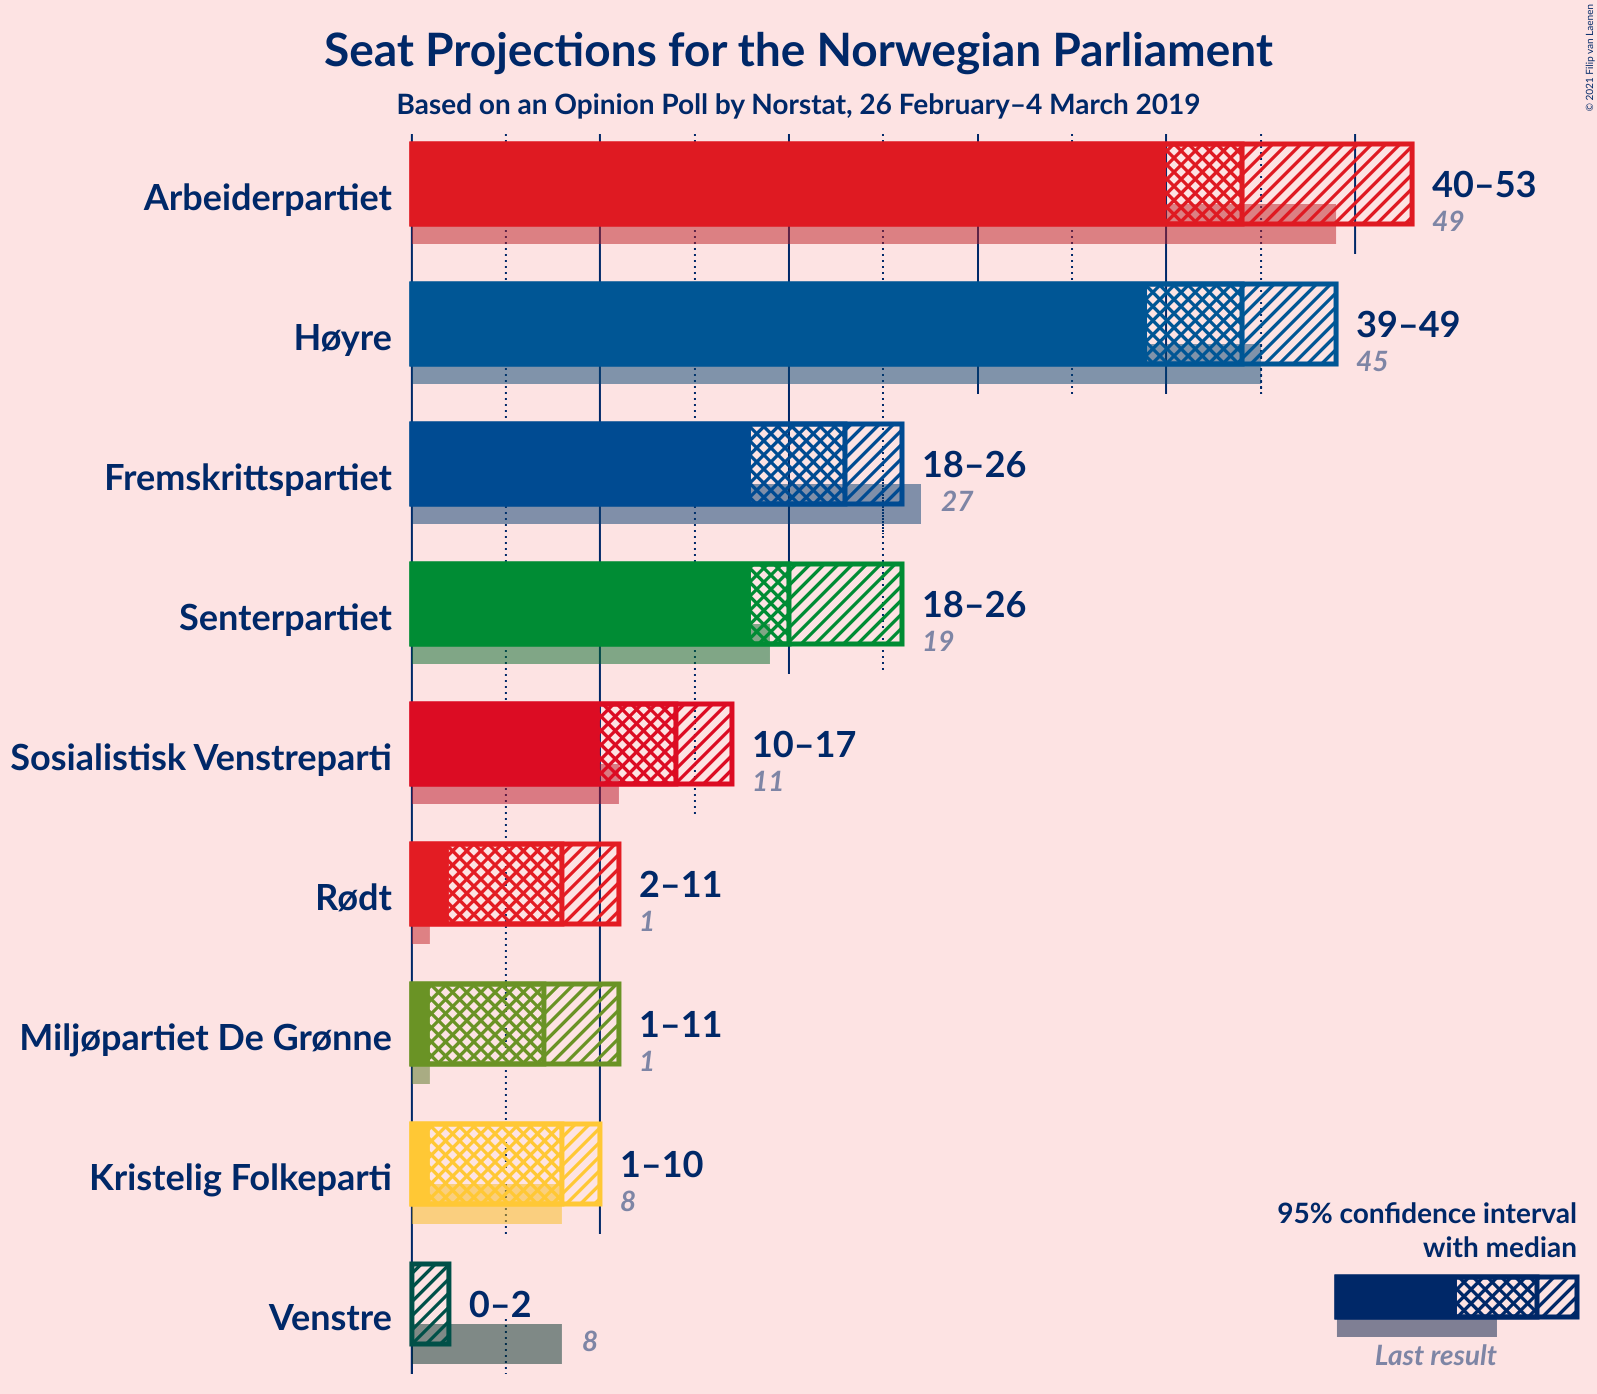 Seat Projections for the Norwegian Parliament
Based on an Opinion Poll by Norstat, 26 February–4 March 2019
© 2021 Filip van Laenen
Arbeiderpartiet
40–53
49
Høyre
39–49
45
Fremskrittspartiet
18–26
27
Senterpartiet
18–26
19
Sosialistisk Venstreparti
10–17
11
Rødt
2–11
1
Miljøpartiet De Grønne
1–11
1
Kristelig Folkeparti
1–10
8
Venstre
0–2
8
95% confidence interval
with median
Last result